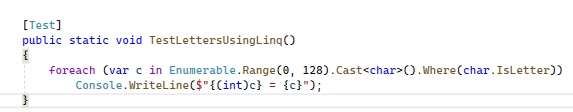 [Test]
public static void TestLettersUsingLinq()
{
foreach (var c in Enumerable.Range(0, 128).Cast<char>().Where(char.IsLetter))
Console.WriteLine($"{(int)c} = {c}");
}